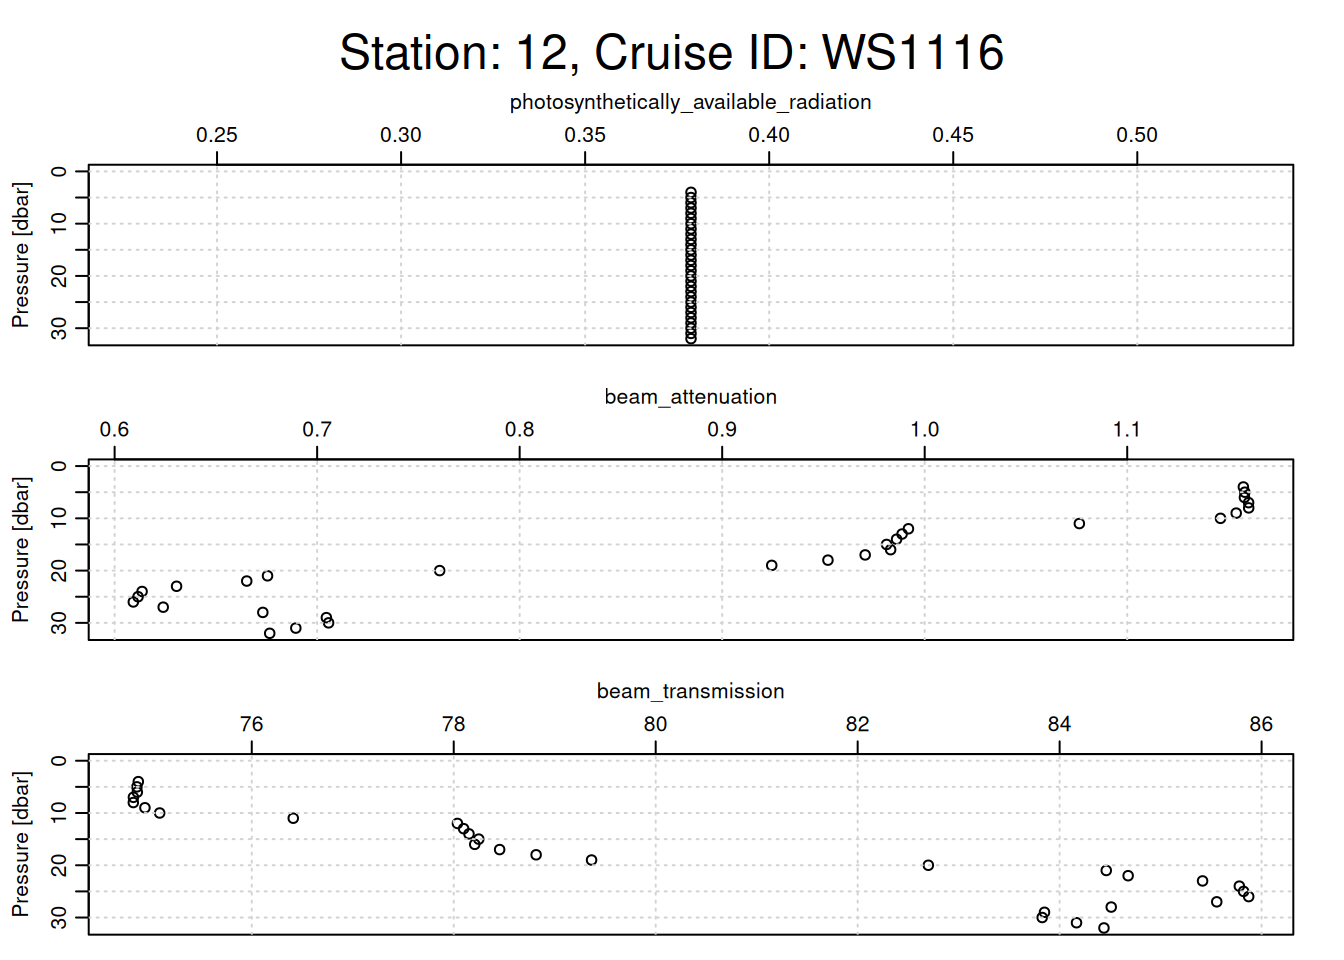 Station: 12, Cruise ID: WS1116
photosynthetically_available_radiation
0.25 0.30 0.35 0.40 0.45 0.50
Pressure [dbar]
0
10
20
30
beam_attenuation
0.6 0.7 0.8 0.9 1.0 1.1
Pressure [dbar]
0
10
20
30
beam_transmission
76 78 80 82 84 86
Pressure [dbar]
0
10
20
30